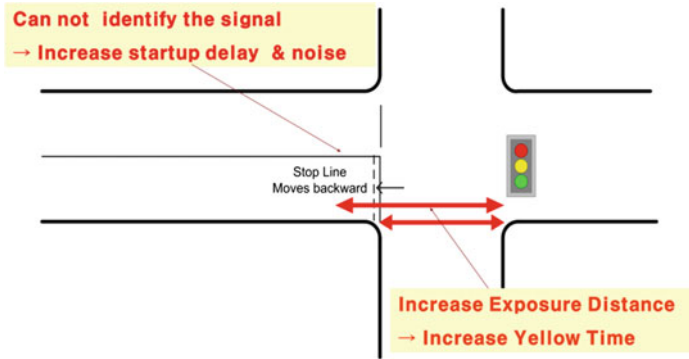 Can not identify the signal
→ Increase startup delay & noise
Stop Line
Moves backward
Increase Exposure Distance
→ Increase Yellow Time